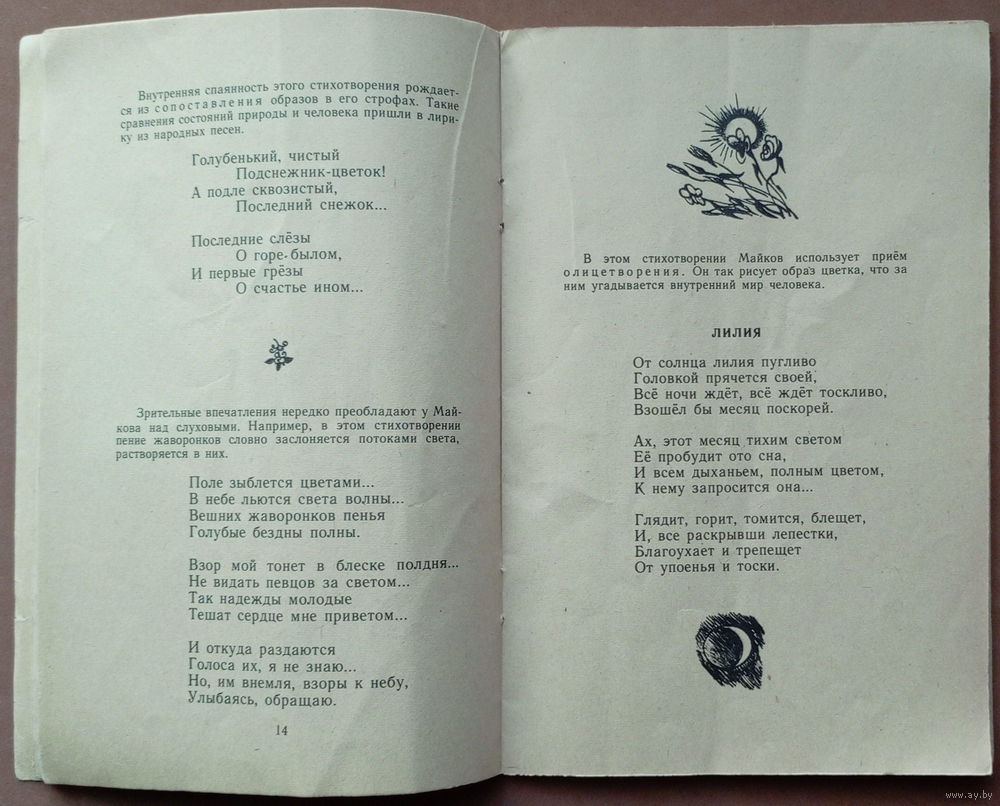 Внутренняя спаянность этого стихотворения рождает-
ся из сопоставления образов в его строфах. Такие
сравнения состояний природы и человека пришли в лири-
ку из народных песен.
Голубенький, чистый
Подснежник-цветок!
А подле сквозистый,
Последний снежок...
Последние слёзы
О горе-былом,
И первые грёзы
О счастье ином...
Зрительные впечатления нередко преобладают у Май-
кова над слуховыми. Например, в этом стихотворении
пение жаворонков словно заслоняется потоками света,
растворяется в них.
Поле зыблется цветами...
В небе льются света волны...
Вешних жаворонков пенья
Голубые бездны полны.
Взор мой тонет в блеске полдня...
Не видать певцов за светом...
Так надежды молодые
Тешат сердце мне приветом...
И откуда раздаются
Голоса их, я не знаю...
Но, им внемля, взоры к небу,
Улыбаясь, обращаю.
14
В этом стихотворении Майков использует приём
олицетворения. Он так рисует образ цветка, что за
ним угадывается внутренний мир человека.
ЛИЛИЯ
От солнца лилия пугливо
Головкой прячется своей,
Всё ночи ждёт, всё ждёт тоскливо,
Взошёл бы месяц поскорей.
Ах, этот месяц тихим светом
Её пробудит ото сна,
И всем дыханьем, полным цветом,
К нему запросится она...
Глядит, горит, томится, блещет,
И, все раскрывши лепестки,
Благоухает и трепещет
От упоенья и тоски.
www.ay.by